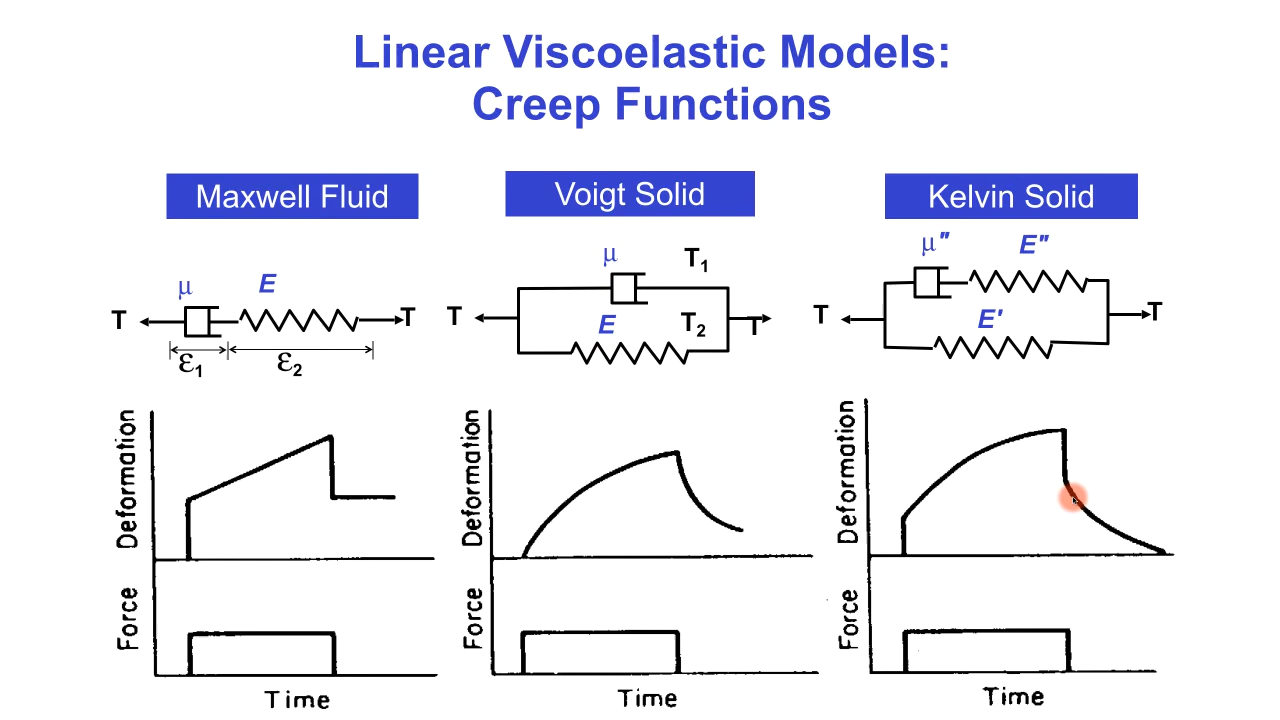 Linear Viscoelastic Models:
Creep Functions
Maxwell Fluid
Voigt Solid
Kelvin Solid
μ
E
T
T
ε1
ε2
μ
T1
T
E
T2
T
μ″
E″
T
E′
T
Deformation
Force
Time
Deformation
Force
Time
Deformation
Force
Time